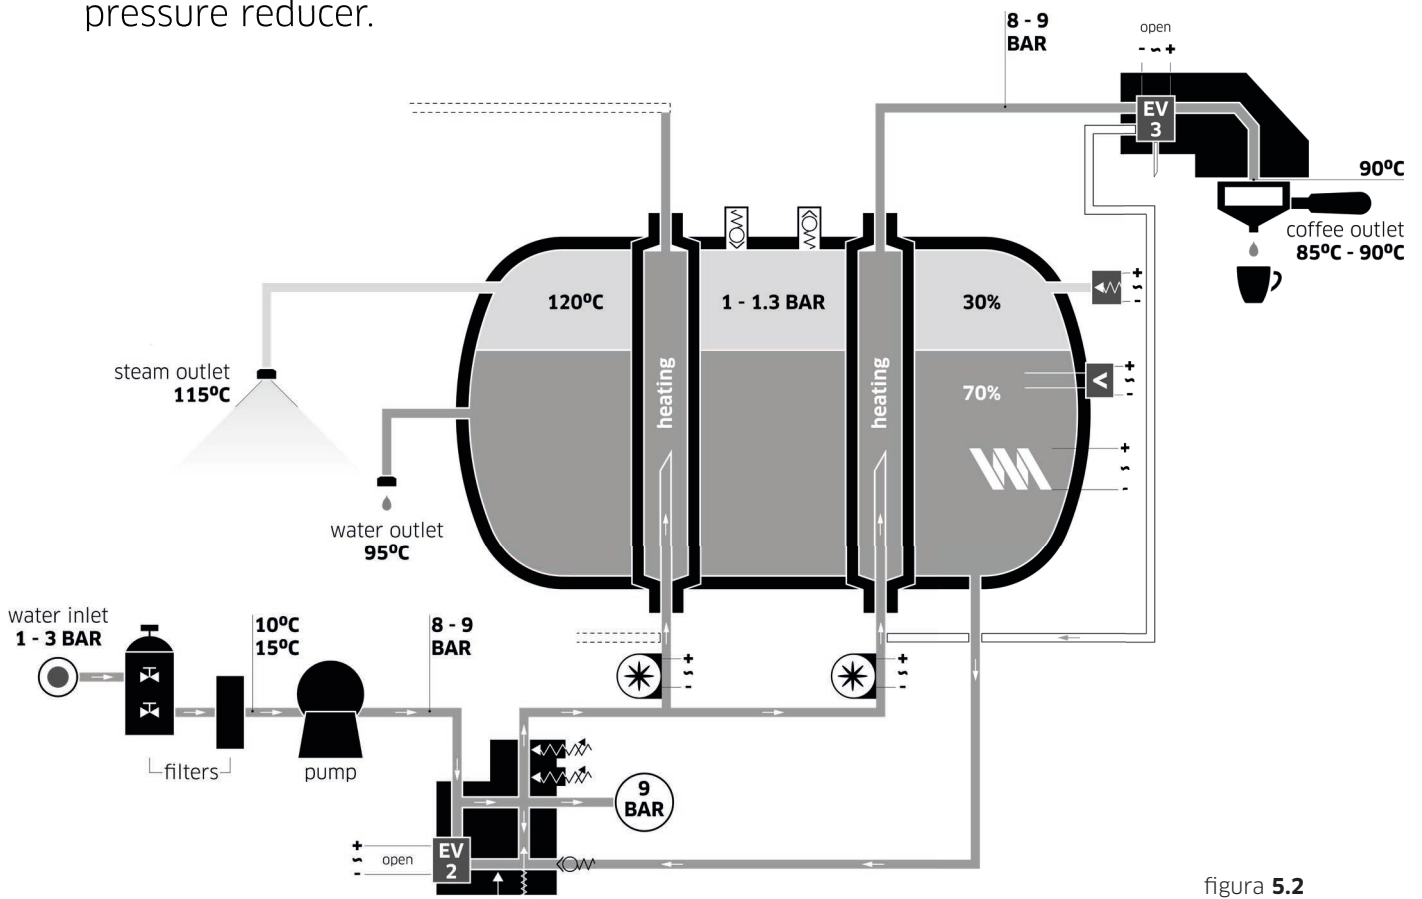 pressure reducer.
8 - 9
BAR
open
- ~ +
EV
3
90ºC
coffee outlet
85ºC - 90ºC
120ºC
1 - 1.3 BAR
30%
+
~
-
steam outlet
115ºC
heating
heating
70%
+
~
-
+
~
-
water outlet
95ºC
water inlet
1 - 3 BAR
10ºC
15ºC
8 - 9
BAR
+
~
-
+
~
-
filters
pump
9
BAR
+
~
-
open
EV
2
figura 5.2